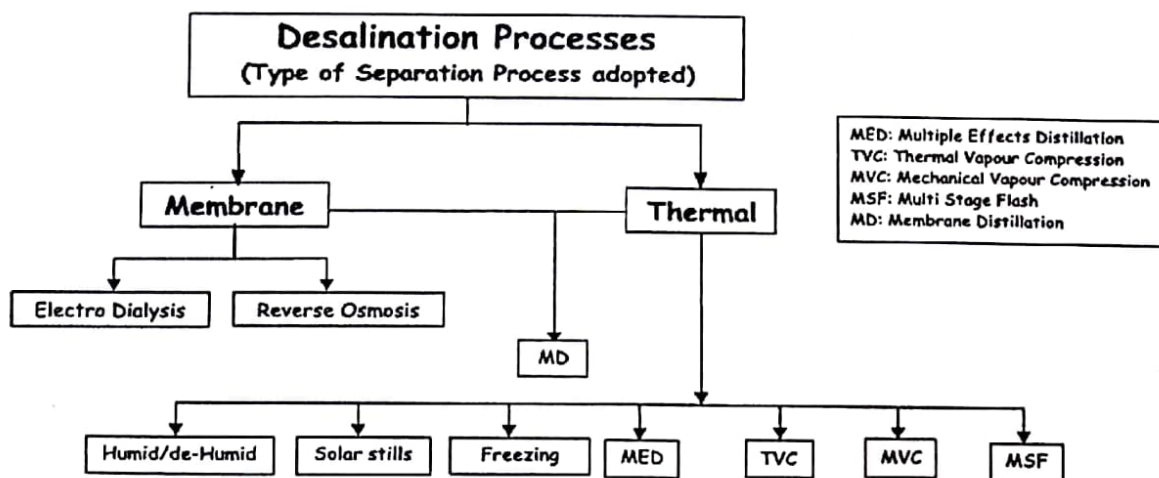 Desalination Processes
(Type of Separation Process adopted)
MED: Multiple Effects Distillation
TVC: Thermal Vapour Compression
MVC: Mechanical Vapour Compression
MSF: Multi Stage Flash
MD: Membrane Distillation
Membrane
Thermal
Electro Dialysis
Reverse Osmosis
MD
Humid/de-Humid
Solar stills
Freezing
MED
TVC
MVC
MSF